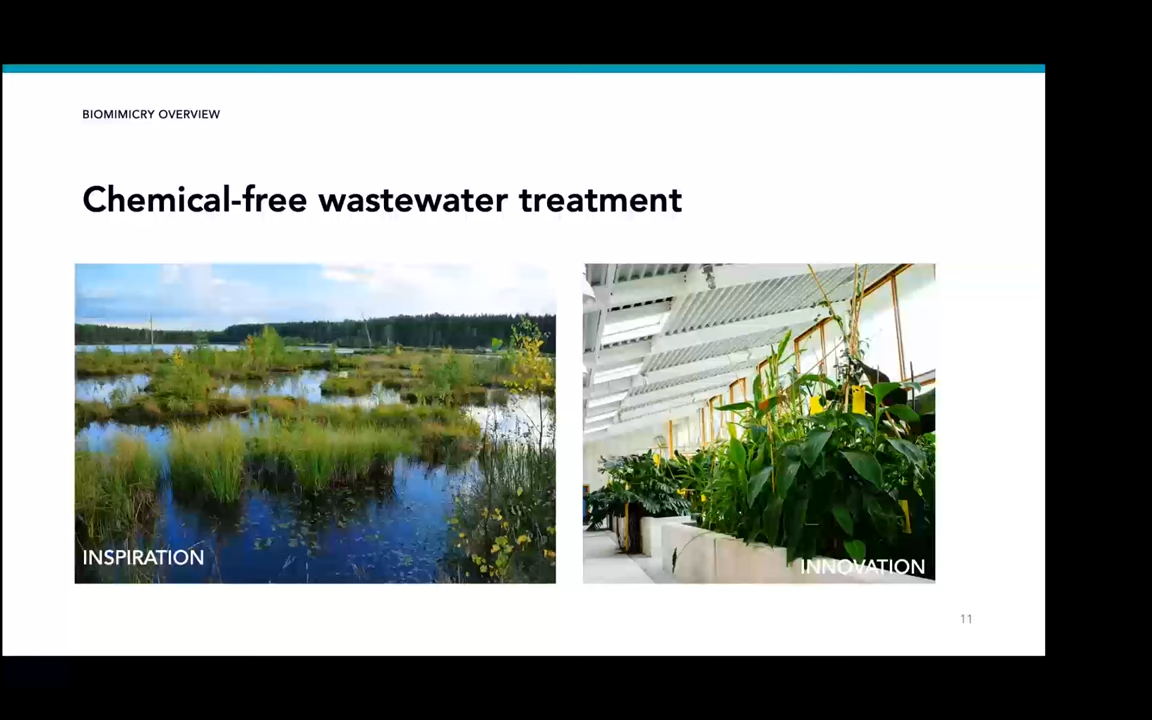 BIOMIMICRY OVERVIEW
Chemical-free wastewater treatment
INSPIRATION
INNOVATION
11